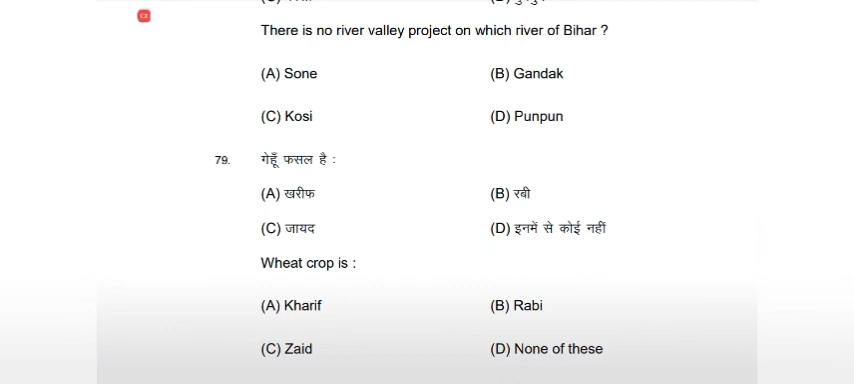 There is no river valley project on which river of Bihar ?
(A) Sone (B) Gandak
(C) Kosi (D) Punpun
79. गेहूँ फसल है :
(A) खरीफ (B) रबी
(C) जायद (D) इनमें से कोई नहीं
Wheat crop is :
(A) Kharif (B) Rabi
(C) Zaid (D) None of these